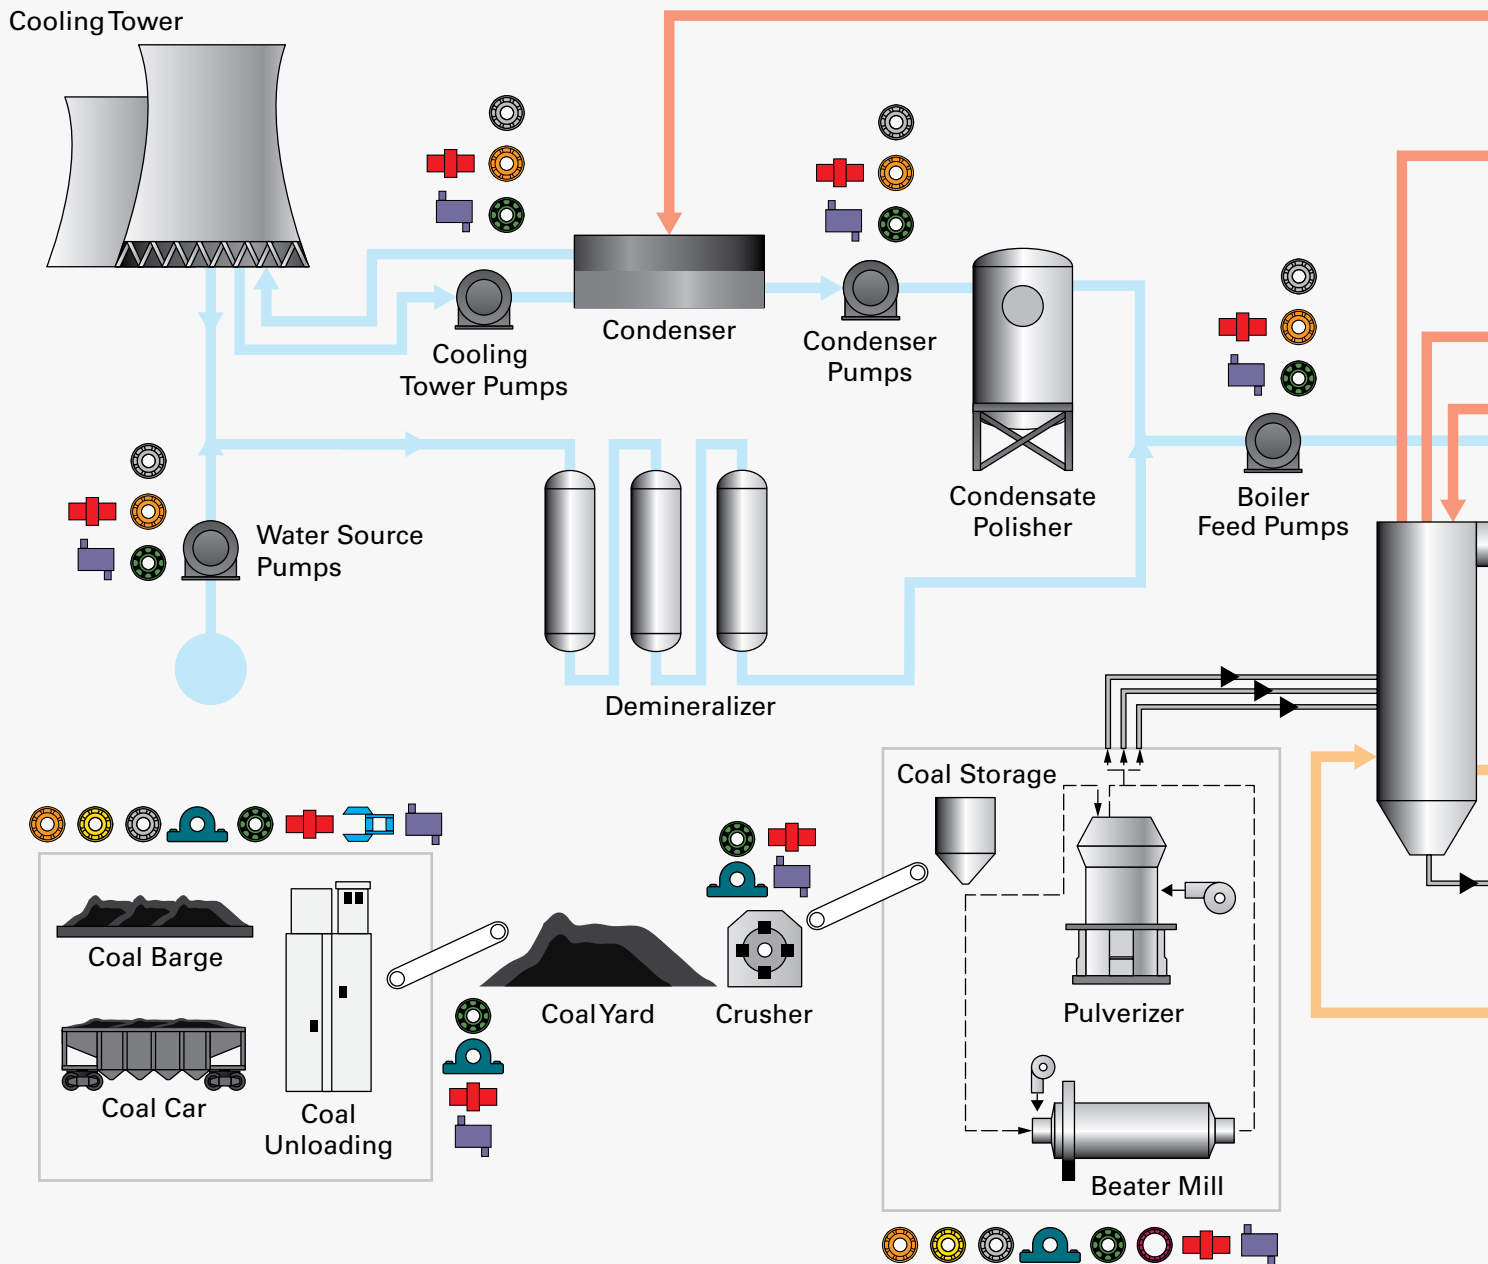 Cooling Tower
Condenser
Cooling
Tower Pumps
Condenser
Pumps
Condensate
Polisher
Boiler
Feed Pumps
Water Source
Pumps
Demineralizer
Coal Storage
Coal Barge
Coal Yard
Crusher
Pulverizer
Coal Car
Coal
Unloading
Beater Mill